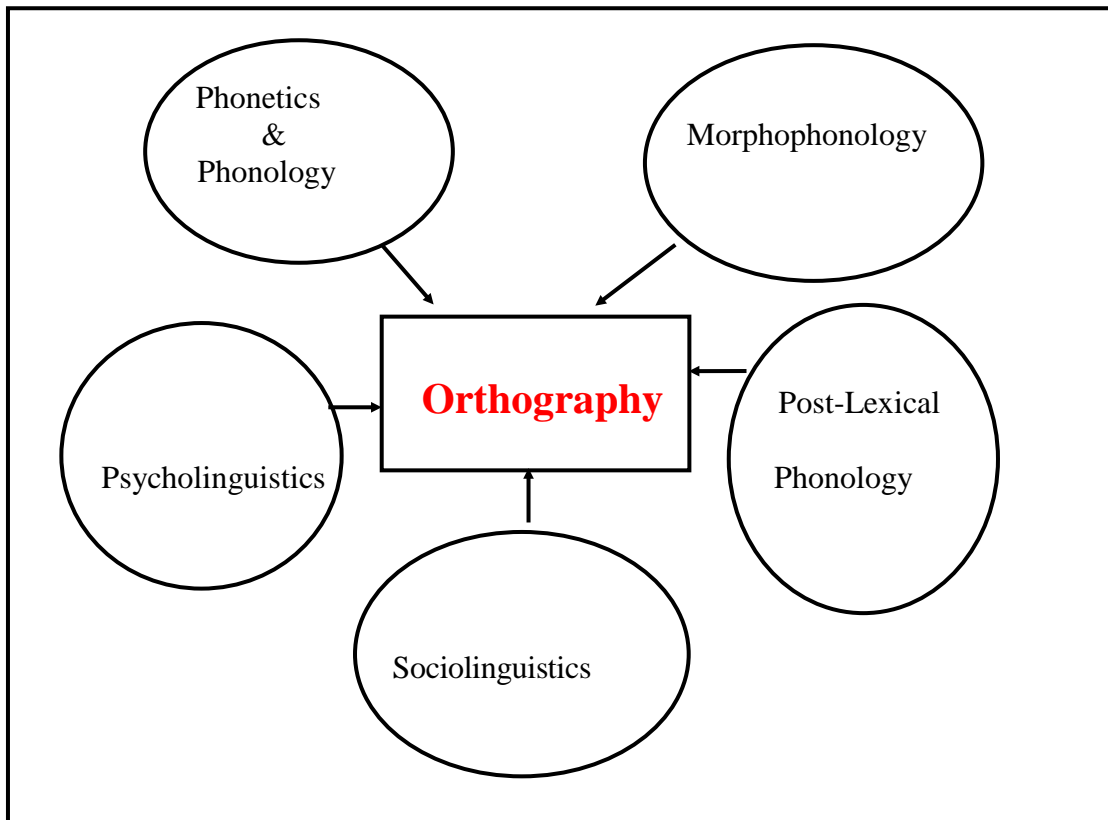 Phonetics
&
Phonology
Morphophonology
Orthography
Post-Lexical
Phonology
Psycholinguistics
Sociolinguistics